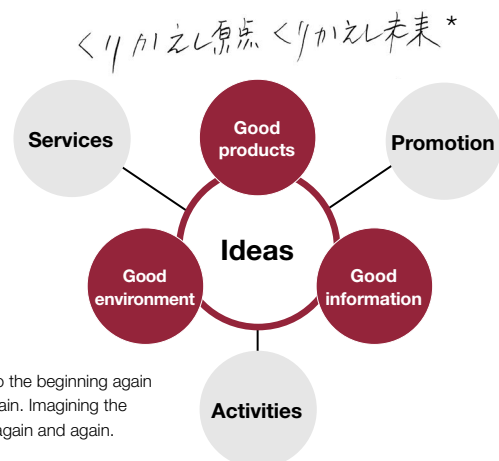 くりかえし原点 くりかえし未来*
Services
Good
products
Promotion
Ideas
Good
environment
Good
information
Activities
o the beginning again
ain. Imagining the
again and again.